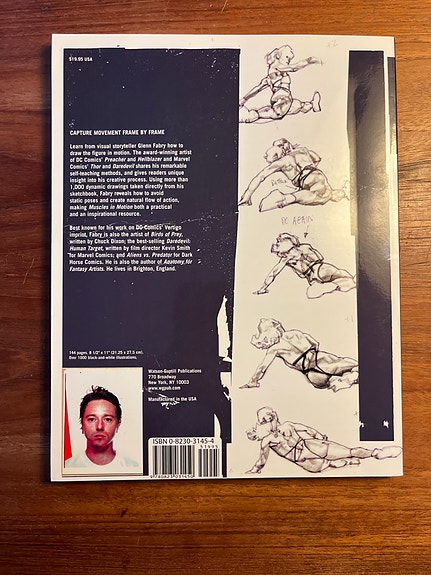 $19.95 USA
CAPTURE MOVEMENT FRAME BY FRAME
Learn from visual storyteller Glenn Fabry how to
draw the figure in motion. The award-winning artist
of DC Comics' Preacher and Hellblazer and Marvel
Comics' Thor and Daredevil shares his remarkable
self-teaching methods, and gives readers unique
insight into his creative process. Using more than
1,000 dynamic drawings taken directly from his
sketchbook, Fabry reveals how to avoid
static poses and create natural flow of action,
making Muscles in Motion both a practical
and an inspirational resource.
Best known for his work on DC Comics' Vertigo
imprint, Fabry is also the artist of Birds of Prey,
written by Chuck Dixon; the best-selling Daredevil:
Human Target, written by film director Kevin Smith
for Marvel Comics; and Aliens vs. Predator for Dark
Horse Comics. He is also the author of Anatomy for
Fantasy Artists. He lives in Brighton, England.
144 pages. 8 1/2" x 11" (21.25 x 27.5 cm).
Over 1000 black-and-white illustrations.
Watson-Guptill Publications
770 Broadway
New York, NY 10003
www.wgpub.com
Manufactured in the USA
ISBN 0-8230-3145-4
51995
9 780823 031450
AGAIN